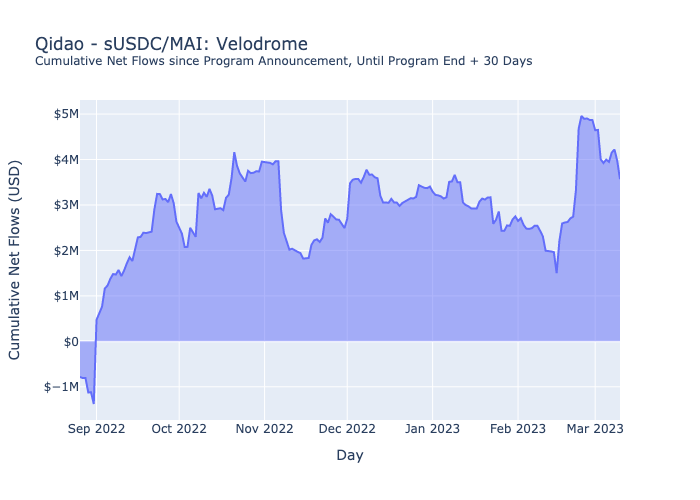 Qidao - sUSDC/MAI: Velodrome
Cumulative Net Flows since Program Announcement, Until Program End + 30 Days
Cumulative Net Flows (USD)
$5M
$4M
$3M
$2M
$1M
$0
$−1M
Sep 2022 Oct 2022 Nov 2022 Dec 2022 Jan 2023 Feb 2023 Mar 2023
Day